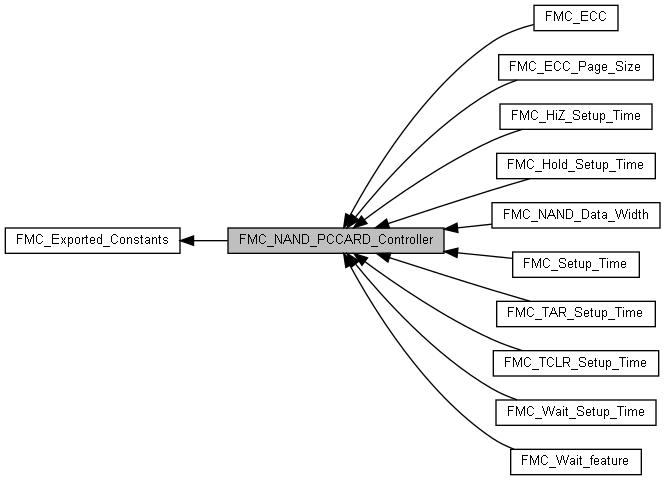 FMC_ECC
FMC_ECC_Page_Size
FMC_HiZ_Setup_Time
FMC_Hold_Setup_Time
FMC_NAND_Data_Width
FMC_Exported_Constants
FMC_NAND_PCCARD_Controller
FMC_Setup_Time
FMC_TAR_Setup_Time
FMC_TCLR_Setup_Time
FMC_Wait_Setup_Time
FMC_Wait_feature